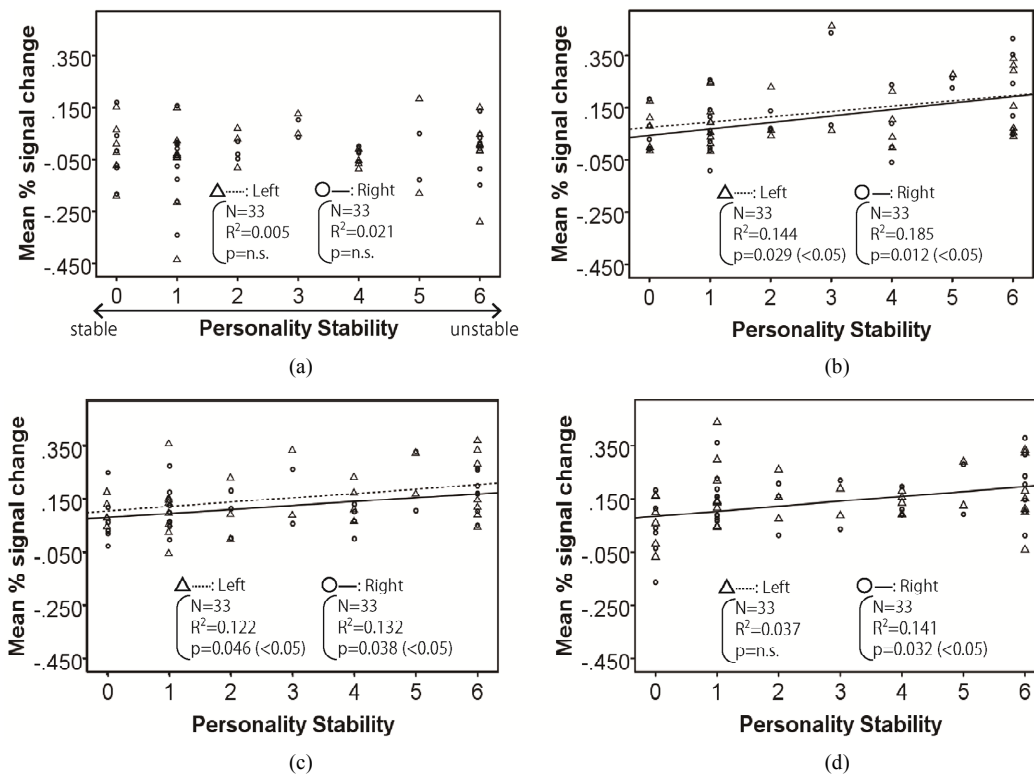 Mean % signal change
.350
.150
-.050
-.250
-.450
△┈┈: Left
N=33
R²=0.005
p=n.s.
○—: Right
N=33
R²=0.021
p=n.s.
0 1 2 3 4 5 6
stable Personality Stability unstable
(a)
Mean % signal change
.350
.150
-.050
-.250
-.450
△┈┈: Left
N=33
R²=0.144
p=0.029 (<0.05)
○—: Right
N=33
R²=0.185
p=0.012 (<0.05)
0 1 2 3 4 5 6
Personality Stability
(b)
Mean % signal change
.350
.150
-.050
-.250
-.450
△┈┈: Left
N=33
R²=0.122
p=0.046 (<0.05)
○—: Right
N=33
R²=0.132
p=0.038 (<0.05)
0 1 2 3 4 5 6
Personality Stability
(c)
Mean % signal change
.350
.150
-.050
-.250
-.450
△┈┈: Left
N=33
R²=0.037
p=n.s.
○—: Right
N=33
R²=0.141
p=0.032 (<0.05)
0 1 2 3 4 5 6
Personality Stability
(d)